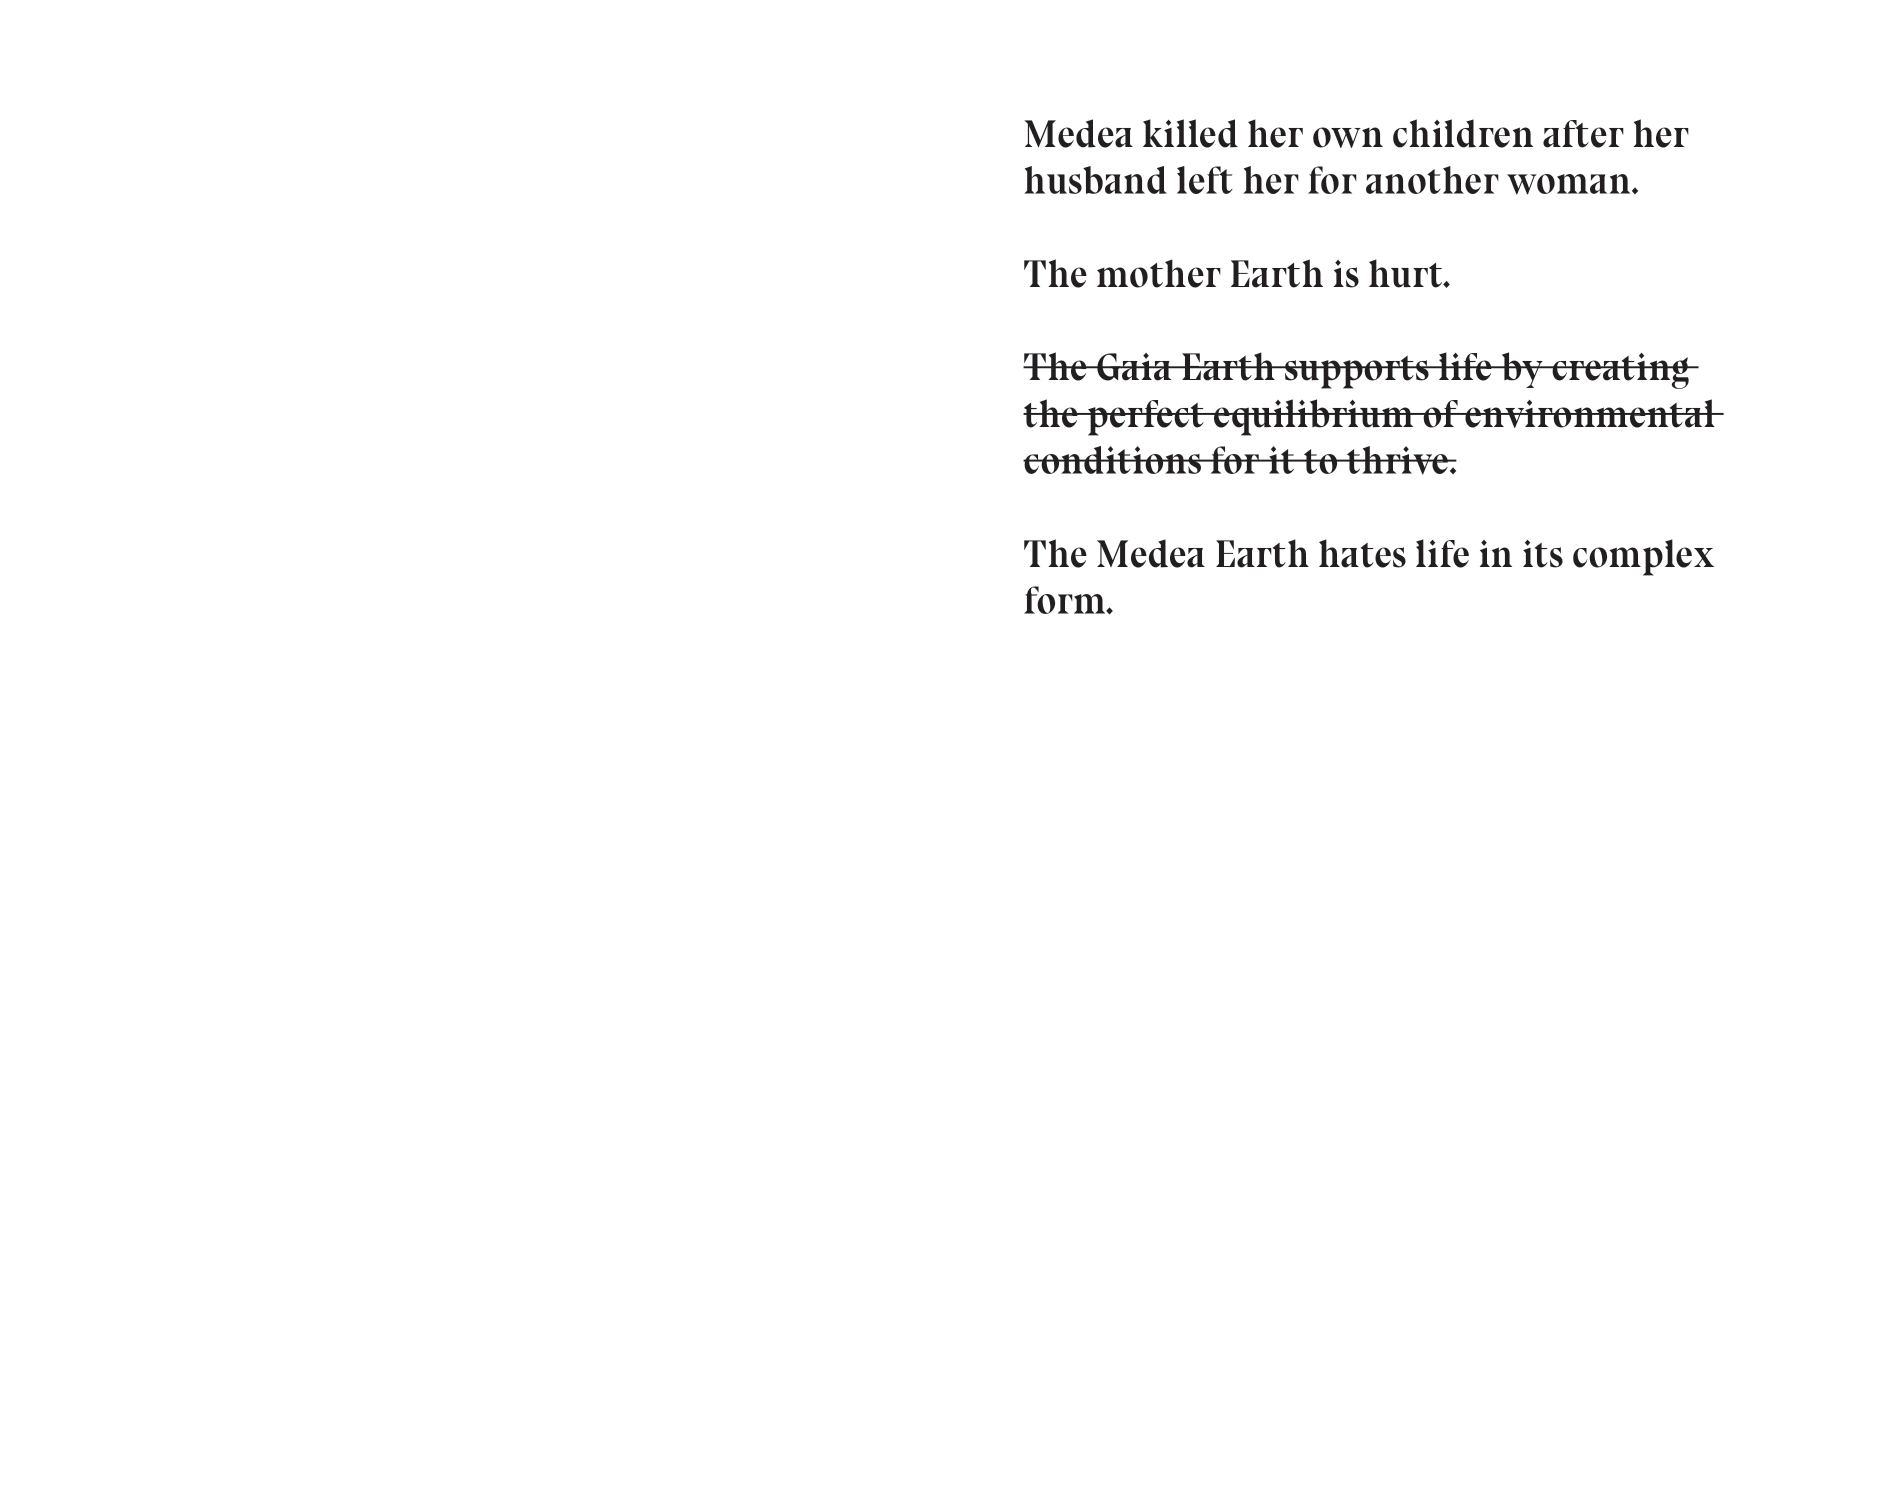 Medea killed her own children after her
husband left her for another woman.
The mother Earth is hurt.
The Gaia Earth supports life by creating
the perfect equilibrium of environmental
conditions for it to thrive.
The Medea Earth hates life in its complex
form.